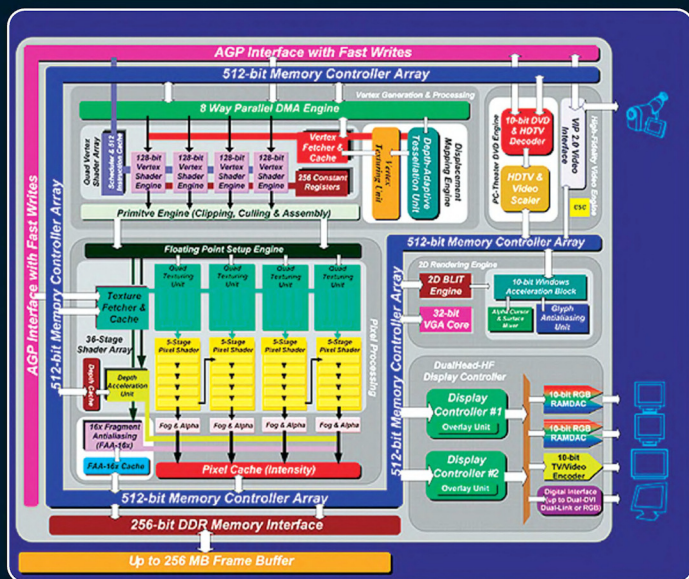 AGP Interface with Fast Writes
512-bit Memory Controller Array
Vertex Generation & Processing
8 Way Parallel DMA Engine
Quad Vertex
Shader Array
Scheduler & 512
Instruction Cache
128-bit
Vertex
Shader
Engine
128-bit
Vertex
Shader
Engine
128-bit
Vertex
Shader
Engine
128-bit
Vertex
Shader
Engine
Vertex
Fetcher &
Cache
256 Constant
Registers
Vertex
Texturing Unit
Depth-Adaptive
Tessellation Unit
Displacement
Mapping Engine
Primitve Engine (Clipping, Culling & Assembly)
PC-Theater DVD Engine
10-bit DVD
& HDTV
Decoder
HDTV &
Video
Scaler
VIP 2.0 Video
Interface
CSC
High-Fidelity Video Engine
AGP Interface with Fast Writes
512-bit Memory Controller Array
Floating Point Setup Engine
Quad
Texturing
Unit
Quad
Texturing
Unit
Quad
Texturing
Unit
Quad
Texturing
Unit
Texture
Fetcher &
Cache
36-Stage
Shader Array
5-Stage
Pixel Shader
5-Stage
Pixel Shader
5-Stage
Pixel Shader
5-Stage
Pixel Shader
Pixel Processing
Depth Cache
Depth
Acceleration
Unit
Fog & Alpha
Fog & Alpha
Fog & Alpha
Fog & Alpha
16x Fragment
Antialiasing
(FAA-16x)
FAA-16x Cache
Pixel Cache (Intensity)
512-bit Memory Controller Array
512-bit Memory Controller Array
2D Rendering Engine
2D BLIT
Engine
10-bit Windows
Acceleration Block
32-bit
VGA Core
Alpha Cursor
& Surface
Mixer
Glyph
Antialiasing
Unit
DualHead-HF
Display Controller
Display
Controller #1
Overlay Unit
Display
Controller #2
Overlay Unit
10-bit RGB
RAMDAC
10-bit RGB
RAMDAC
10-bit
TV/Video
Encoder
Digital Interface
(up to Dual-DVI
Dual-Link or RGB)
512-bit Memory Controller Array
256-bit DDR Memory Interface
Up to 256 MB Frame Buffer